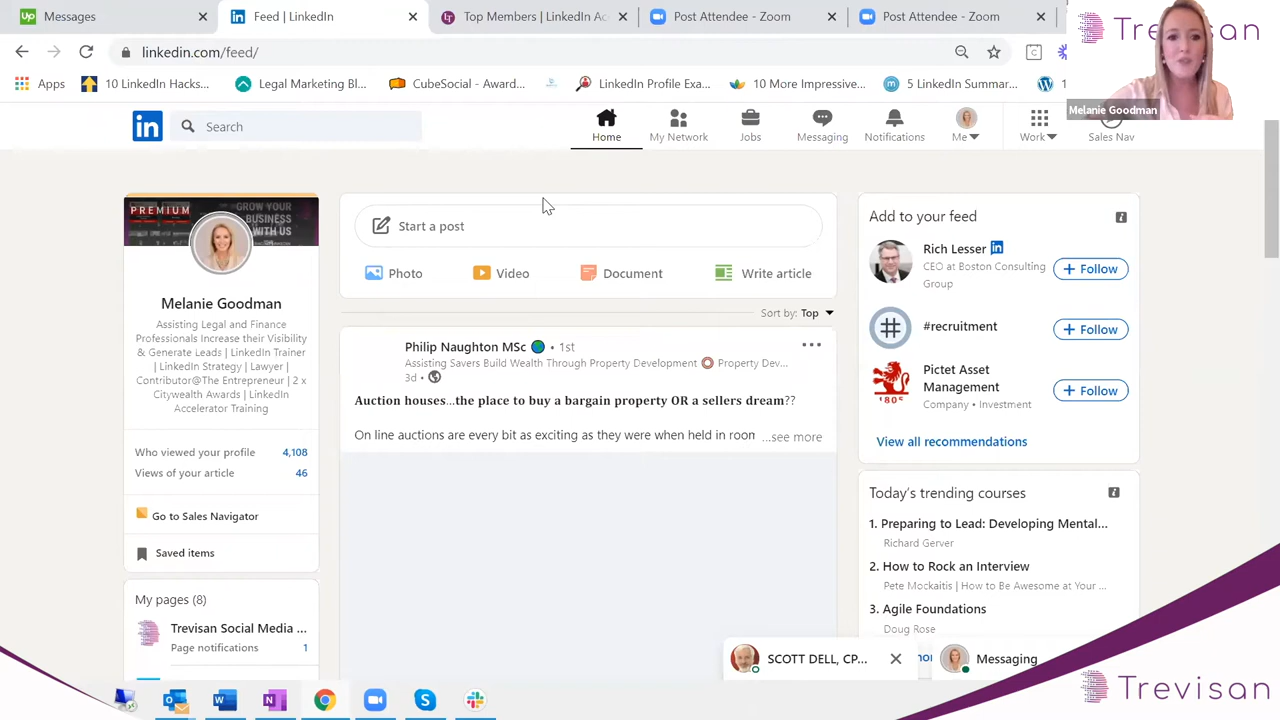 Messages
Feed | LinkedIn
Top Members | LinkedIn Ac
Post Attendee - Zoom
Post Attendee - Zoom
Trevisan
linkedin.com/feed/
Apps
10 LinkedIn Hacks...
Legal Marketing Bl...
CubeSocial - Award...
LinkedIn Profile Exa...
10 More Impressive...
5 LinkedIn Summar...
Melanie Goodman
Search
Home
My Network
Jobs
Messaging
Notifications
Me
Work
Sales Nav
PREMIUM
GROW YOUR
BUSINESS
WITH US
Melanie Goodman
Assisting Legal and Finance
Professionals Increase their Visibility
& Generate Leads | LinkedIn Trainer
| LinkedIn Strategy | Lawyer |
Contributor@The Entrepreneur | 2 x
Citywealth Awards | LinkedIn
Accelerator Training
Who viewed your profile 4,108
Views of your article 46
Go to Sales Navigator
Saved items
My pages (8)
Trevisan Social Media ...
Page notifications 1
Start a post
Photo
Video
Document
Write article
Sort by: Top
Philip Naughton MSc • 1st
Assisting Savers Build Wealth Through Property Development Property Dev...
3d •
Auction houses...the place to buy a bargain property OR a sellers dream??
On line auctions are every bit as exciting as they were when held in room ...see more
Add to your feed
Rich Lesser
CEO at Boston Consulting
Group
+ Follow
#recruitment
+ Follow
Pictet Asset
Management
Company • Investment
+ Follow
1805
View all recommendations
Today's trending courses
1. Preparing to Lead: Developing Mental...
Richard Gerver
2. How to Rock an Interview
Pete Mockaitis | How to Be Awesome at Your ...
3. Agile Foundations
Doug Rose
SCOTT DELL, CP...
Messaging
Trevisan